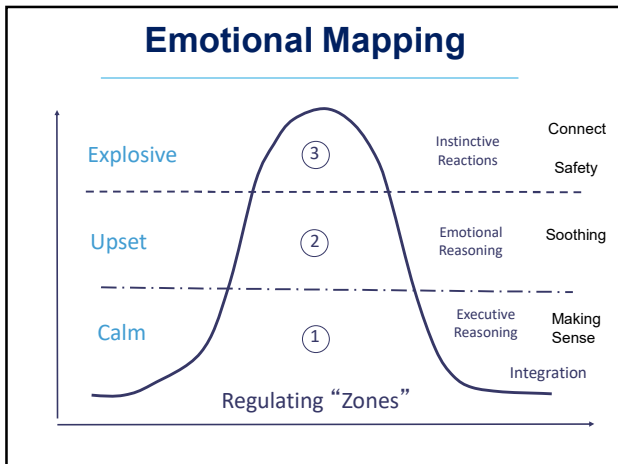 Emotional Mapping
Explosive
3
Instinctive
Reactions
Connect
Safety
Upset
2
Emotional
Reasoning
Soothing
Calm
1
Executive
Reasoning
Making
Sense
Integration
Regulating “Zones”